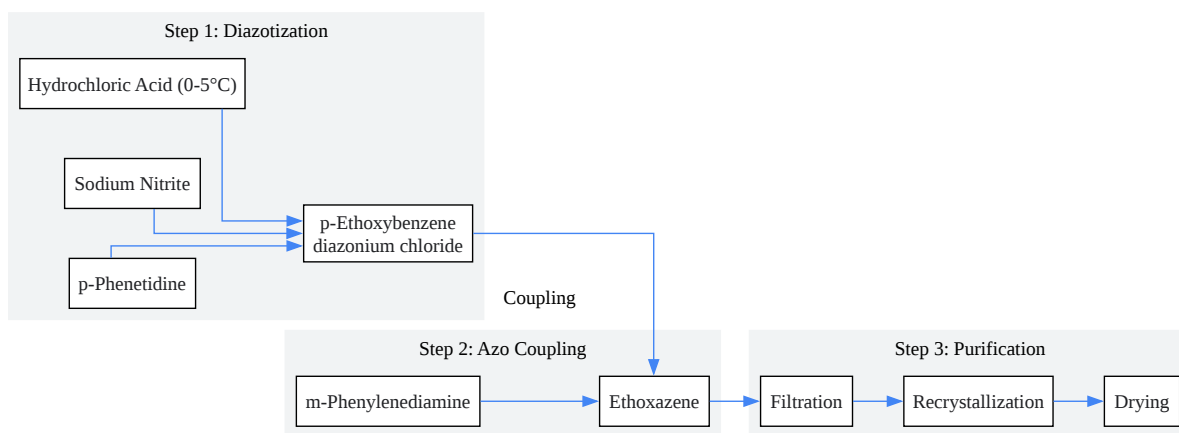 Step 1: Diazotization
Hydrochloric Acid (0-5°C)
Sodium Nitrite
p-Ethoxybenzene
diazonium chloride
p-Phenetidine
Coupling
Step 2: Azo Coupling
m-Phenylenediamine
Ethoxazene
Step 3: Purification
Filtration
Recrystallization
Drying